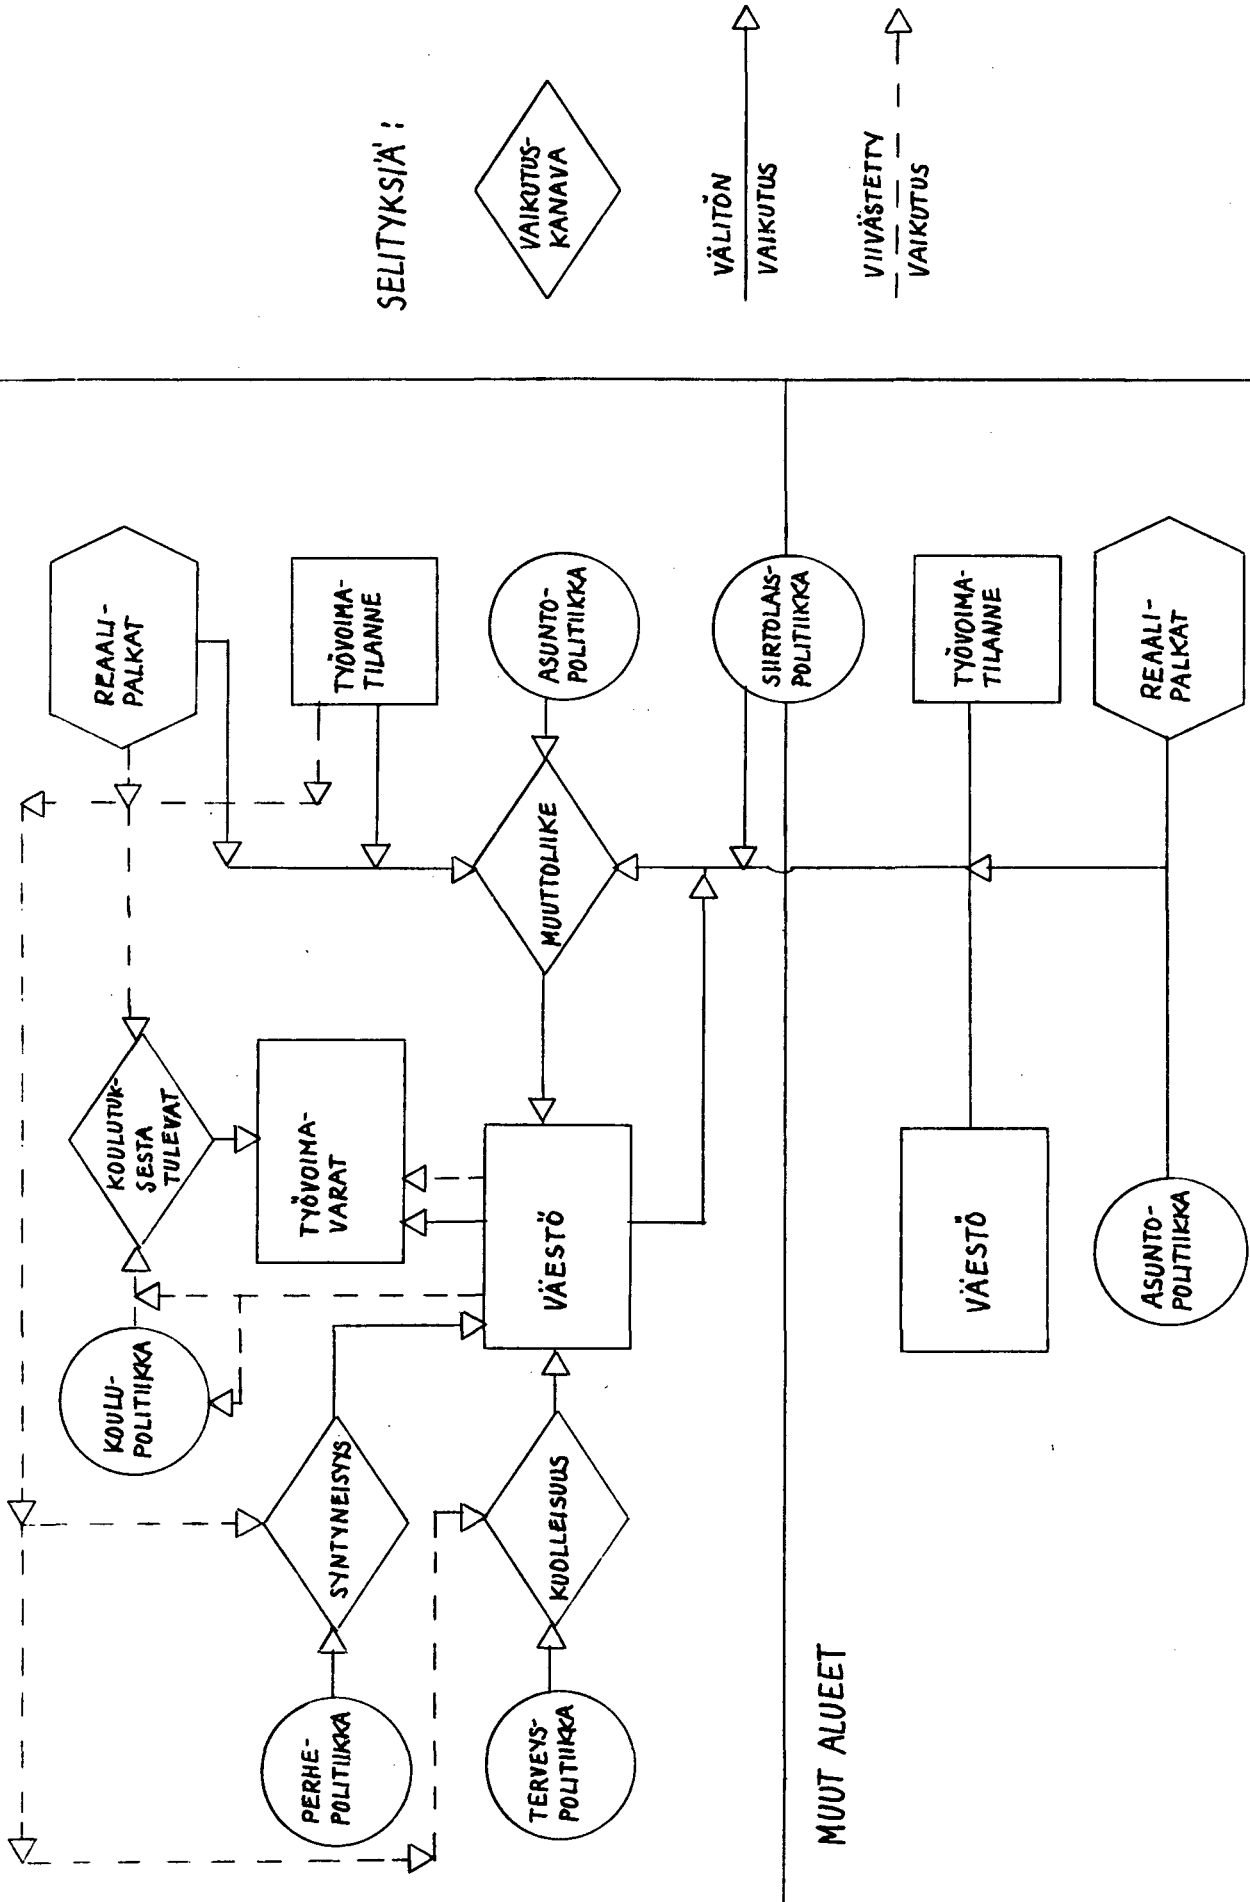 REAALI-
PALKAT
TYÖVOIMA-
TILANNE
ASUNTO-
POLITIIKKA
SIIRTOLAIS-
POLITIIKKA
KOULUTUK-
SESTA
TULEVAT
TYÖVOIMA-
VARAT
MUUTTOLIIKE
VÄESTÖ
KOULU-
POLITIIKKA
SYNTYNEISYYS
KUOLLEISUUS
PERHE-
POLITIIKKA
TERVEYS-
POLITIIKKA
MUUT ALUEET
TYÖVOIMA-
TILANNE
REAALI-
PALKAT
VÄESTÖ
ASUNTO-
POLITIIKKA
SELITYKSIÄ:
VAIKUTUS-
KANAVA
VÄLITÖN
VAIKUTUS
VIIVÄSTETTY
VAIKUTUS